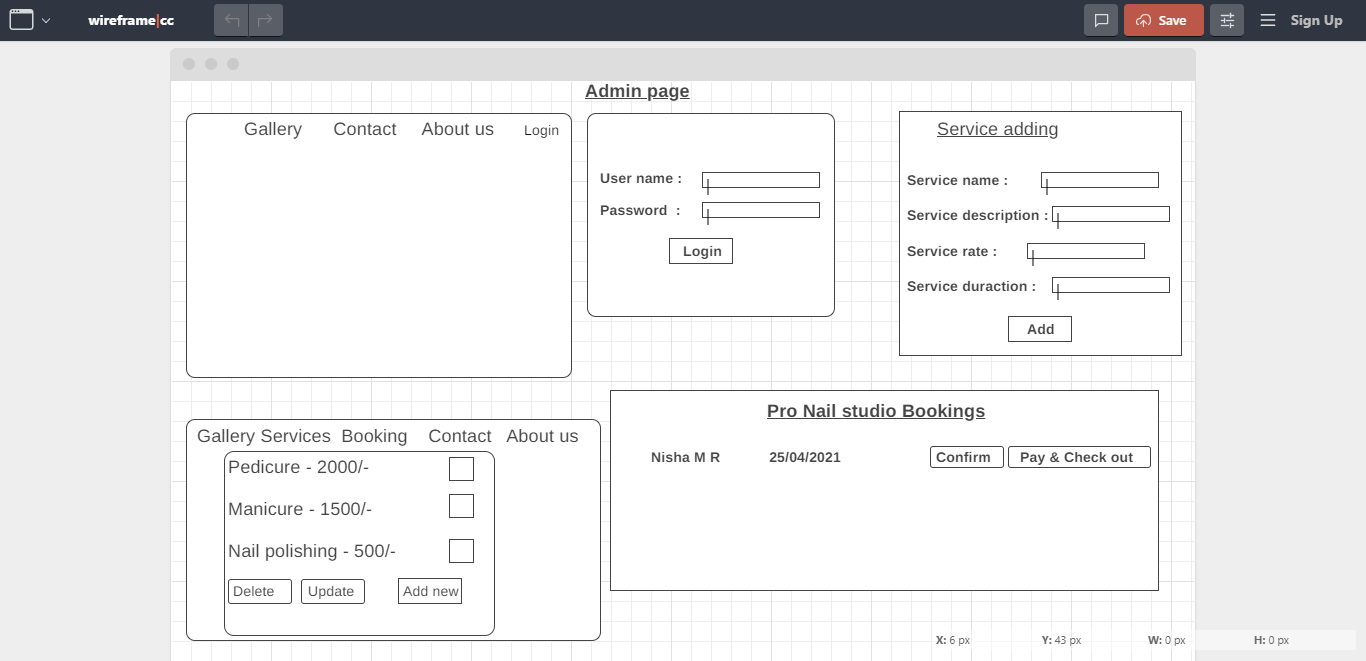 wireframe|cc
Save
Sign Up
Admin page
Gallery Contact About us Login
User name :
Password :
Login
Service adding
Service name :
Service description :
Service rate :
Service duraction :
Add
Gallery Services Booking Contact About us
Pedicure - 2000/-
Manicure - 1500/-
Nail polishing - 500/-
Delete Update Add new
Pro Nail studio Bookings
Nisha M R 25/04/2021 Confirm Pay & Check out
X: 6 px Y: 43 px W: 0 px H: 0 px